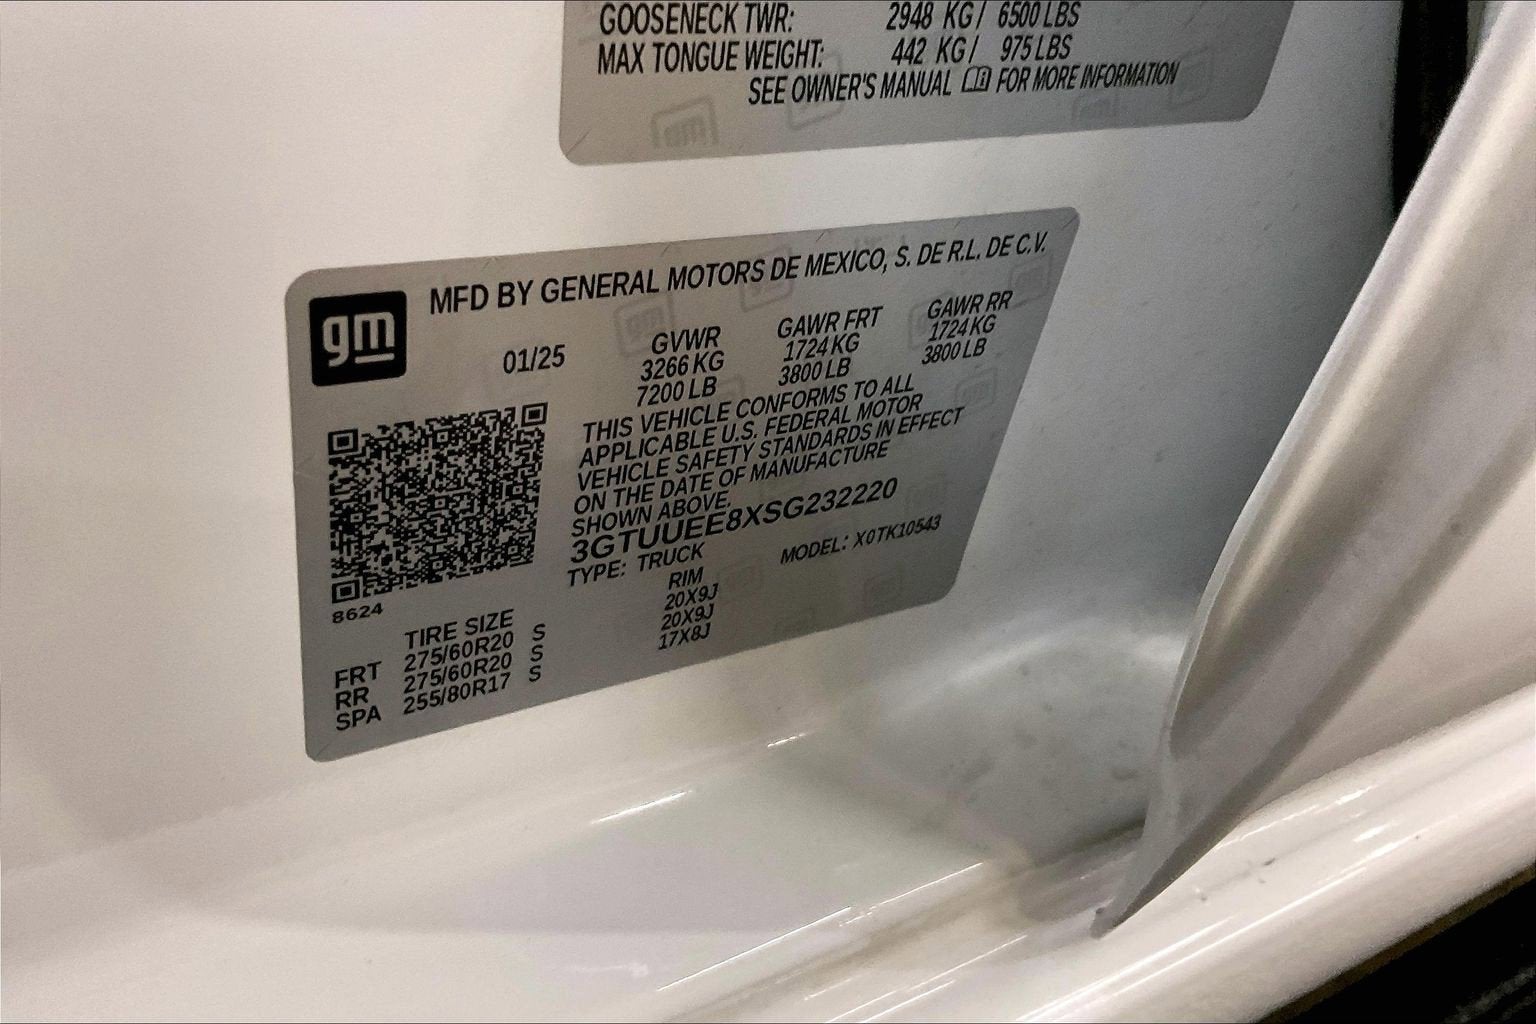 GOOSENECK TWR: 2948 KG/ 6500 LBS
MAX TONGUE WEIGHT: 442 KG/ 975 LBS
SEE OWNER'S MANUAL FOR MORE INFORMATION
gm
MFD BY GENERAL MOTORS DE MEXICO, S. DE R.L. DE C.V.
01/25
GVWR
3266 KG
7200 LB
GAWR FRT
1724 KG
3800 LB
GAWR RR
1724 KG
3800 LB
THIS VEHICLE CONFORMS TO ALL
APPLICABLE U.S. FEDERAL MOTOR
VEHICLE SAFETY STANDARDS IN EFFECT
ON THE DATE OF MANUFACTURE
SHOWN ABOVE.
3GTUUEE8XSG232220
TYPE: TRUCK MODEL: X0TK10543
8624
TIRE SIZE RIM
FRT 275/60R20 S 20X9J
RR 275/60R20 S 20X9J
SPA 255/80R17 S 17X8J